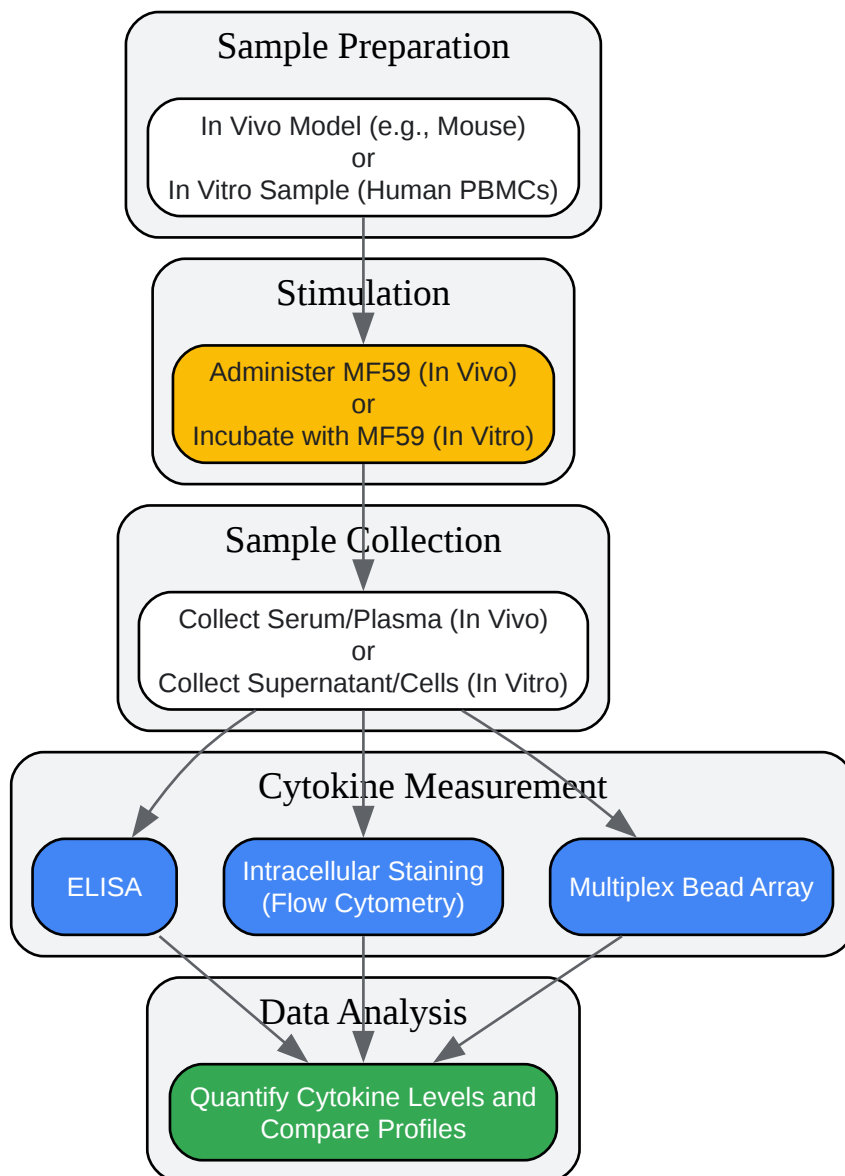 Sample Preparation
In Vivo Model (e.g., Mouse)
or
In Vitro Sample (Human PBMCs)
Stimulation
Administer MF59 (In Vivo)
or
Incubate with MF59 (In Vitro)
Sample Collection
Collect Serum/Plasma (In Vivo)
or
Collect Supernatant/Cells (In Vitro)
Cytokine Measurement
ELISA
Intracellular Staining
(Flow Cytometry)
Multiplex Bead Array
Data Analysis
Quantify Cytokine Levels and
Compare Profiles